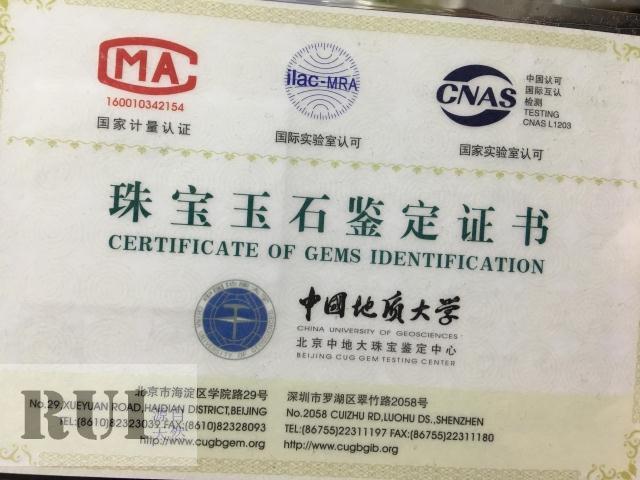 CMA
160010342154
国家计量认证
ilac-MRA
国际实验室认可
CNAS
中国认可
国际互认
检测
TESTING
CNAS L1203
国家实验室认可
珠宝玉石鉴定证书
CERTIFICATE OF GEMS IDENTIFICATION
中國地质大学
CHINA UNIVERSITY OF GEOSCIENCES
北京中地大珠宝鉴定中心
BEIJING CUG GEM TESTING CENTER
北京市海淀区学院路29号
No.29,XUEYUAN ROAD,HAIDIAN DISTRICT,BEIJING
TEL:(8610)82323039 FAX:(8610)82328093
http://www.cugbgem.org
深圳市罗湖区翠竹路2058号
No.2058 CUIZHU RD,LUOHU DS.,SHENZHEN
TEL:(86755)22311197 FAX:(86755)22311180
http://www.cugbgib.org
RUI
天然